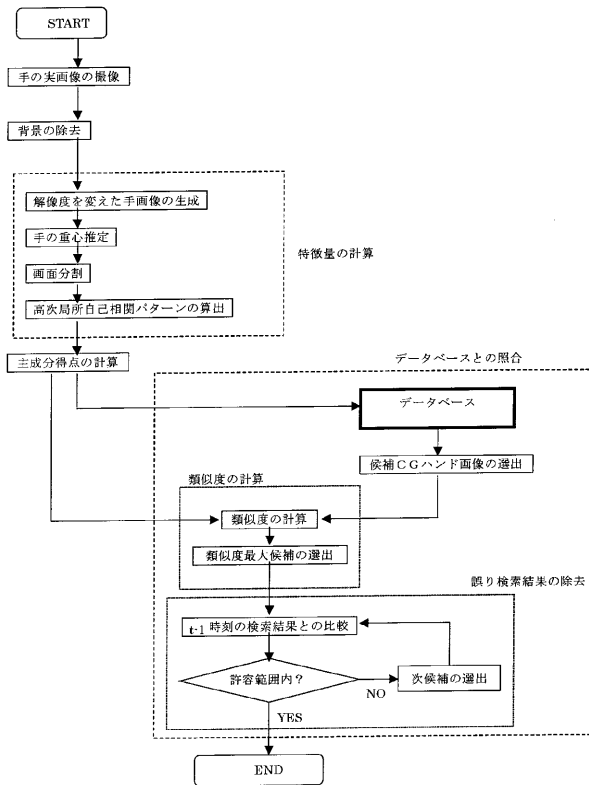 START
手の実画像の撮像
背景の除去
解像度を変えた手画像の生成
手の重心推定
画面分割
高次局所自己相関パターンの算出
特徴量の計算
主成分得点の計算
データベースとの照合
データベース
候補CGハンド画像の選出
類似度の計算
類似度の計算
類似度最大候補の選出
誤り検索結果の除去
t-1 時刻の検索結果との比較
許容範囲内？
NO
次候補の選出
YES
END